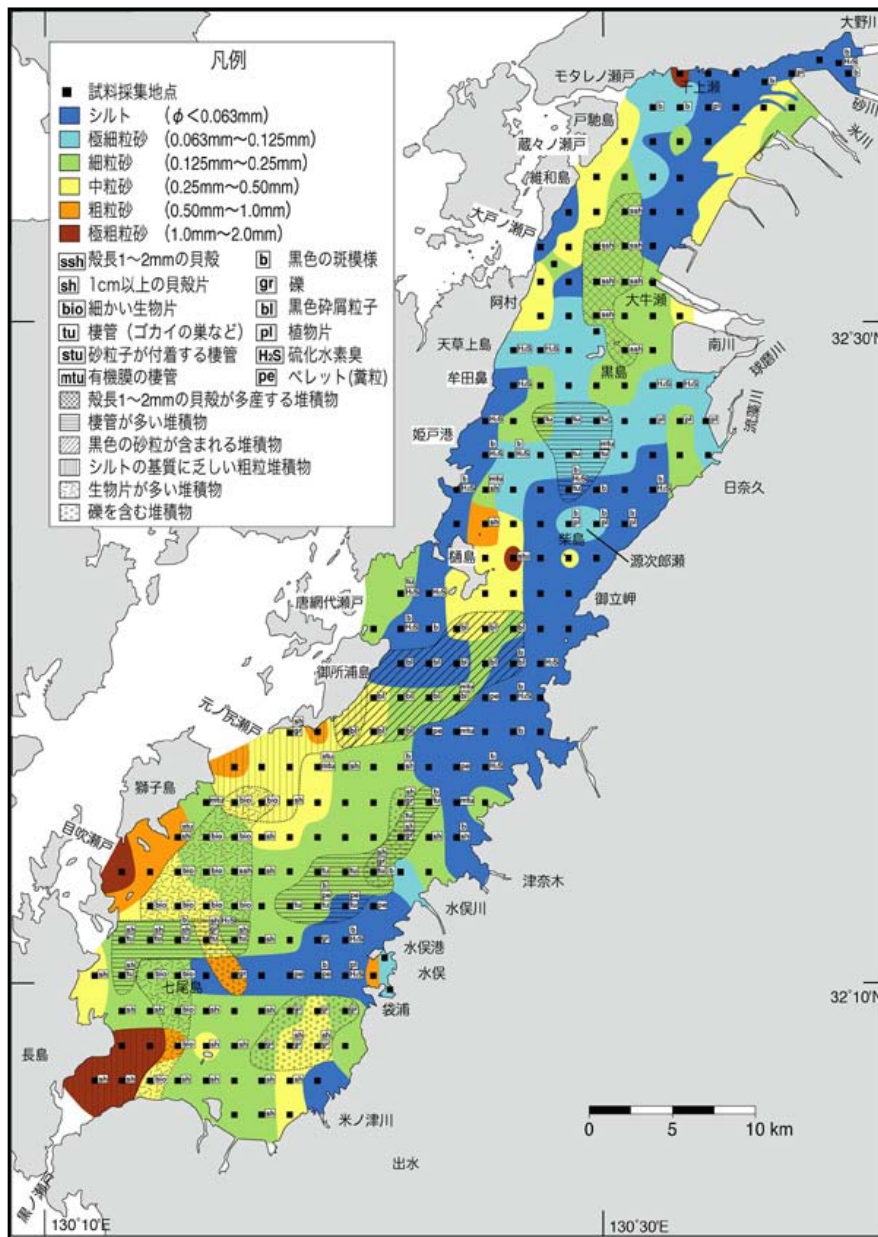 凡例
試料採集地点
シルト (φ<0.063mm)
極細粒砂 (0.063mm〜0.125mm)
細粒砂 (0.125mm〜0.25mm)
中粒砂 (0.25mm〜0.50mm)
粗粒砂 (0.50mm〜1.0mm)
極粗粒砂 (1.0mm〜2.0mm)
ssh 殻長1〜2mmの貝殻
b 黒色の斑模様
sh 1cm以上の貝殻片
gr 礫
bio 細かい生物片
bl 黒色砕屑粒子
tu 棲管(ゴカイの巣など)
pl 植物片
stu 砂粒子が付着する棲管
H₂S 硫化水素臭
mtu 有機膜の棲管
pe ペレット(糞粒)
殻長1〜2mmの貝殻が多産する堆積物
棲管が多い堆積物
黒色の砂粒が含まれる堆積物
シルトの基質に乏しい粗粒堆積物
生物片が多い堆積物
礫を含む堆積物
大野川
モタレノ瀬戸
十上瀬
砂川
氷川
戸馳島
蔵々ノ瀬戸
維和島
大戸ノ瀬戸
阿村
大牛瀬
天草上島
南川
32°30'N
球磨川
黒島
牟田鼻
流藻川
姫戸港
日奈久
柴島
源次郎瀬
樋島
御立岬
唐網代瀬戸
御所浦島
元ノ尻瀬戸
獅子島
目吹瀬戸
津奈木
水俣川
水俣港
水俣
七尾島
袋浦
32°10'N
長島
米ノ津川
出水
黒ノ瀬戸
0 5 10 km
130°10'E
130°30'E